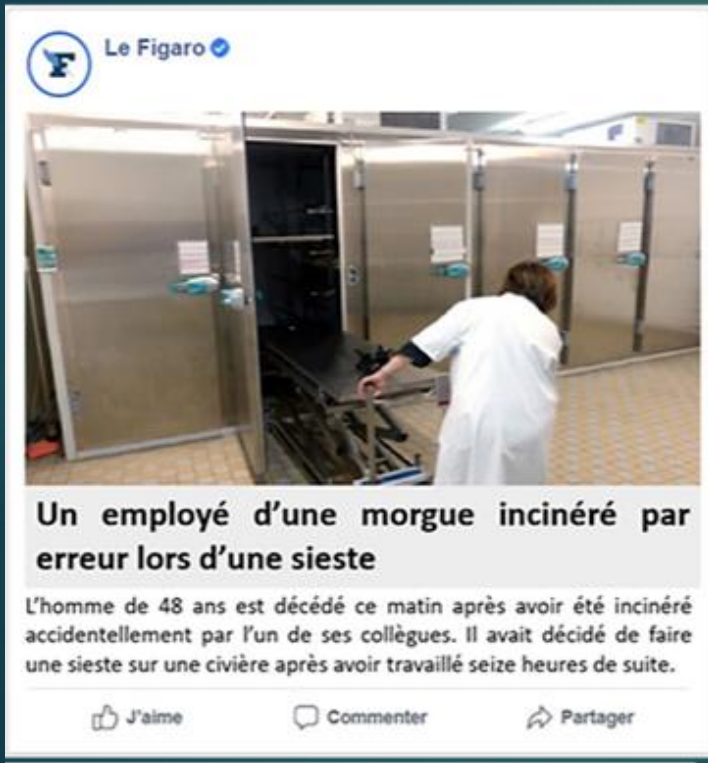 Le Figaro
Un employé d'une morgue incinéré par
erreur lors d'une sieste
L'homme de 48 ans est décédé ce matin après avoir été incinéré
accidentellement par l'un de ses collègues. Il avait décidé de faire
une sieste sur une civière après avoir travaillé seize heures de suite.
J'aime Commenter Partager